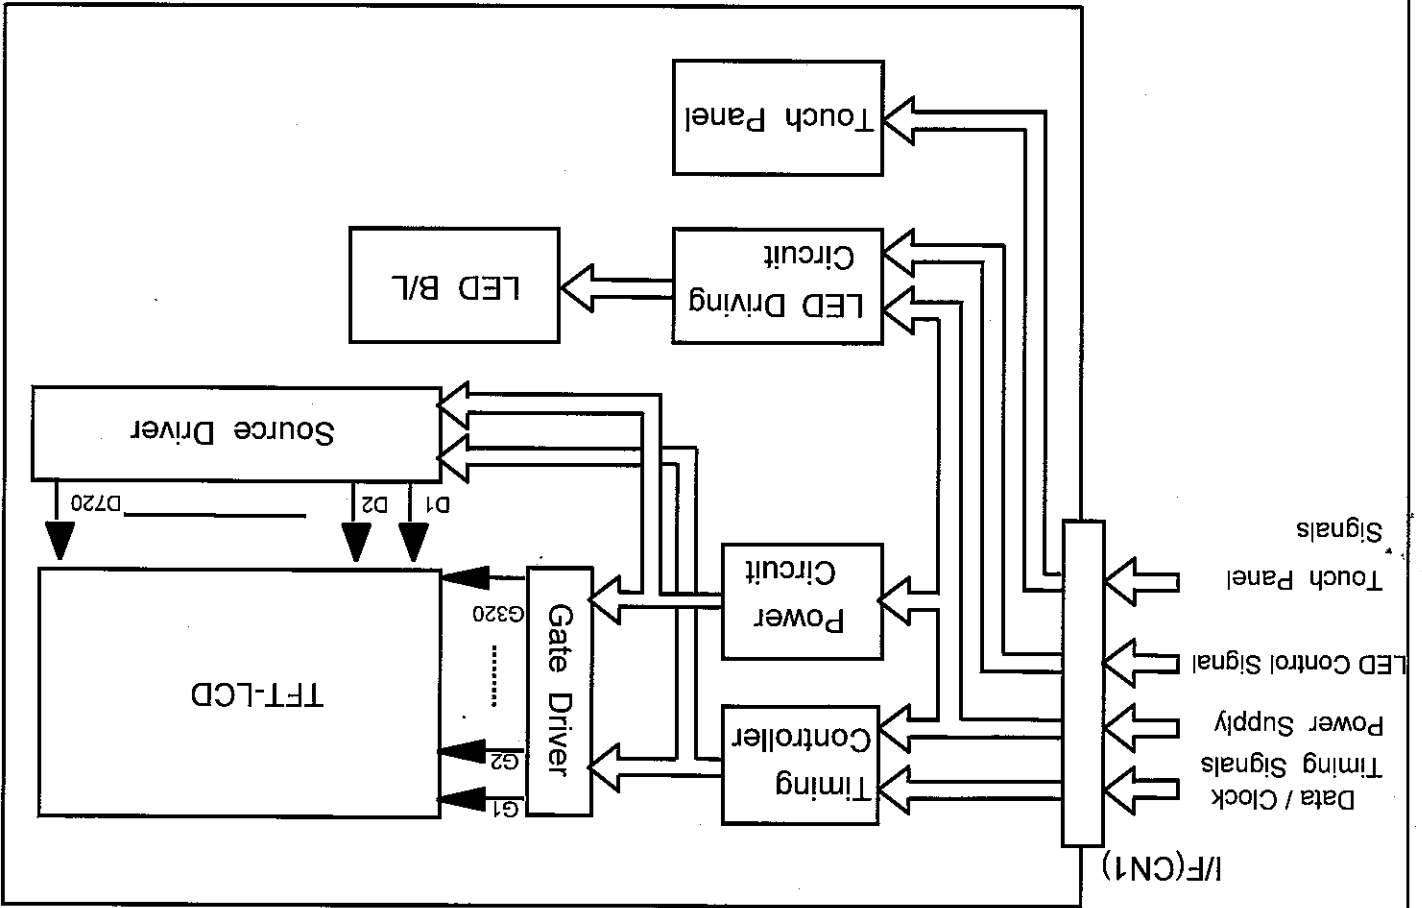 I/F(CN1)
Data / Clock
Timing Signals
Power Supply
LED Control Signal
Touch Panel
Signals
Timing
Controller
Power
Circuit
LED Driving
Circuit
Touch Panel
Gate Driver
G1
G2
G320
TFT-LCD
D1
D2
D720
Source Driver
LED B/L